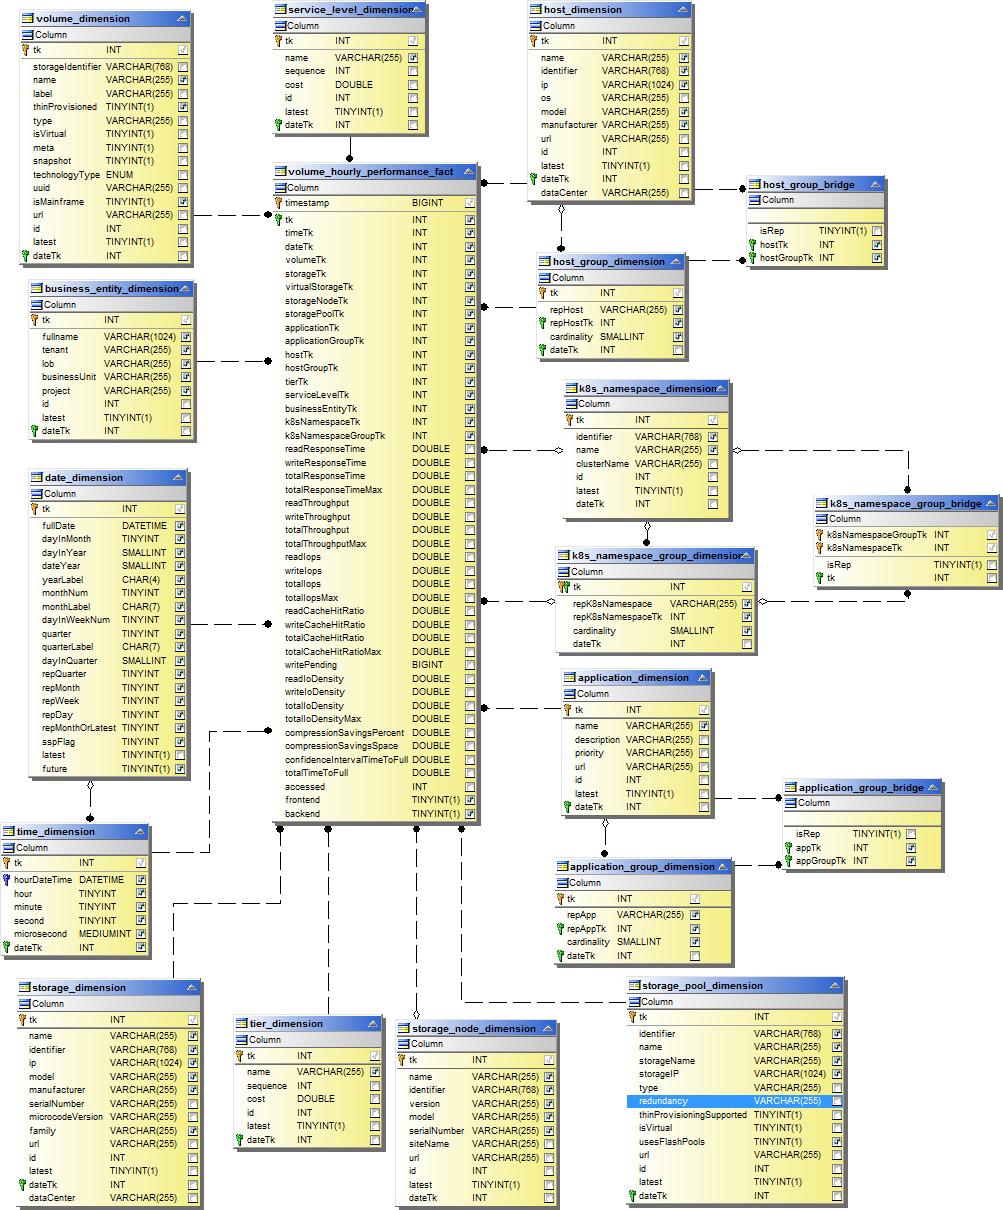 volume_dimension
Column
tk INT
storageIdentifier VARCHAR(768)
name VARCHAR(255)
label VARCHAR(255)
thinProvisioned TINYINT(1)
type VARCHAR(255)
isVirtual TINYINT(1)
meta TINYINT(1)
snapshot TINYINT(1)
technologyType ENUM
uuid VARCHAR(255)
isMainframe TINYINT(1)
url VARCHAR(255)
id INT
latest TINYINT(1)
dateTk INT
service_level_dimension
Column
tk INT
name VARCHAR(255)
sequence INT
cost DOUBLE
id INT
latest TINYINT(1)
dateTk INT
host_dimension
Column
tk INT
name VARCHAR(255)
identifier VARCHAR(768)
ip VARCHAR(1024)
os VARCHAR(255)
model VARCHAR(255)
manufacturer VARCHAR(255)
url VARCHAR(255)
id INT
latest TINYINT(1)
dateTk INT
dataCenter VARCHAR(255)
host_group_bridge
Column
isRep TINYINT(1)
hostTk INT
hostGroupTk INT
host_group_dimension
Column
tk INT
repHost VARCHAR(255)
repHostTk INT
cardinality SMALLINT
dateTk INT
volume_hourly_performance_fact
Column
timestamp BIGINT
tk INT
timeTk INT
dateTk INT
volumeTk INT
storageTk INT
virtualStorageTk INT
storageNodeTk INT
storagePoolTk INT
applicationTk INT
applicationGroupTk INT
hostTk INT
hostGroupTk INT
tierTk INT
serviceLevelTk INT
businessEntityTk INT
k8sNamespaceTk INT
k8sNamespaceGroupTk INT
readResponseTime DOUBLE
writeResponseTime DOUBLE
totalResponseTime DOUBLE
totalResponseTimeMax DOUBLE
readThroughput DOUBLE
writeThroughput DOUBLE
totalThroughput DOUBLE
totalThroughputMax DOUBLE
readIops DOUBLE
writeIops DOUBLE
totalIops DOUBLE
totalIopsMax DOUBLE
readCacheHitRatio DOUBLE
writeCacheHitRatio DOUBLE
totalCacheHitRatio DOUBLE
totalCacheHitRatioMax DOUBLE
writePending BIGINT
readIoDensity DOUBLE
writeIoDensity DOUBLE
totalIoDensity DOUBLE
totalIoDensityMax DOUBLE
compressionSavingsPercent DOUBLE
compressionSavingsSpace DOUBLE
confidenceIntervalTimeToFull DOUBLE
totalTimeToFull DOUBLE
accessed INT
frontend TINYINT(1)
backend TINYINT(1)
business_entity_dimension
Column
tk INT
fullname VARCHAR(1024)
tenant VARCHAR(255)
lob VARCHAR(255)
businessUnit VARCHAR(255)
project VARCHAR(255)
id INT
latest TINYINT(1)
dateTk INT
k8s_namespace_dimension
Column
tk INT
identifier VARCHAR(768)
name VARCHAR(255)
clusterName VARCHAR(255)
id INT
latest TINYINT(1)
dateTk INT
k8s_namespace_group_bridge
Column
k8sNamespaceGroupTk INT
k8sNamespaceTk INT
isRep TINYINT(1)
tk INT
k8s_namespace_group_dimension
Column
tk INT
repK8sNamespace VARCHAR(255)
repK8sNamespaceTk INT
cardinality SMALLINT
dateTk INT
date_dimension
Column
tk INT
fullDate DATETIME
dayInMonth TINYINT
dayInYear SMALLINT
dateYear SMALLINT
yearLabel CHAR(4)
monthNum TINYINT
monthLabel CHAR(7)
dayInWeekNum TINYINT
quarter TINYINT
quarterLabel CHAR(7)
dayInQuarter SMALLINT
repQuarter TINYINT
repMonth TINYINT
repWeek TINYINT
repDay TINYINT
repMonthOrLatest TINYINT
sspFlag TINYINT
latest TINYINT(1)
future TINYINT(1)
application_dimension
Column
tk INT
name VARCHAR(255)
description VARCHAR(255)
priority VARCHAR(255)
url VARCHAR(255)
id INT
latest TINYINT(1)
dateTk INT
application_group_bridge
Column
isRep TINYINT(1)
appTk INT
appGroupTk INT
application_group_dimension
Column
tk INT
repApp VARCHAR(255)
repAppTk INT
cardinality SMALLINT
dateTk INT
time_dimension
Column
tk INT
hourDateTime DATETIME
hour TINYINT
minute TINYINT
second TINYINT
microsecond MEDIUMINT
dateTk INT
storage_dimension
Column
tk INT
name VARCHAR(255)
identifier VARCHAR(768)
ip VARCHAR(1024)
model VARCHAR(255)
manufacturer VARCHAR(255)
serialNumber VARCHAR(255)
microcodeVersion VARCHAR(255)
family VARCHAR(255)
url VARCHAR(255)
id INT
latest TINYINT(1)
dateTk INT
dataCenter VARCHAR(255)
tier_dimension
Column
tk INT
name VARCHAR(255)
sequence INT
cost DOUBLE
id INT
latest TINYINT(1)
dateTk INT
storage_node_dimension
Column
tk INT
name VARCHAR(255)
identifier VARCHAR(768)
version VARCHAR(255)
model VARCHAR(255)
serialNumber VARCHAR(255)
siteName VARCHAR(255)
url VARCHAR(255)
id INT
latest TINYINT(1)
dateTk INT
storage_pool_dimension
Column
tk INT
identifier VARCHAR(768)
name VARCHAR(255)
storageName VARCHAR(255)
storageIP VARCHAR(1024)
type VARCHAR(255)
redundancy VARCHAR(255)
thinProvisioningSupported TINYINT(1)
isVirtual TINYINT(1)
usesFlashPools TINYINT(1)
url VARCHAR(255)
id INT
latest TINYINT(1)
dateTk INT